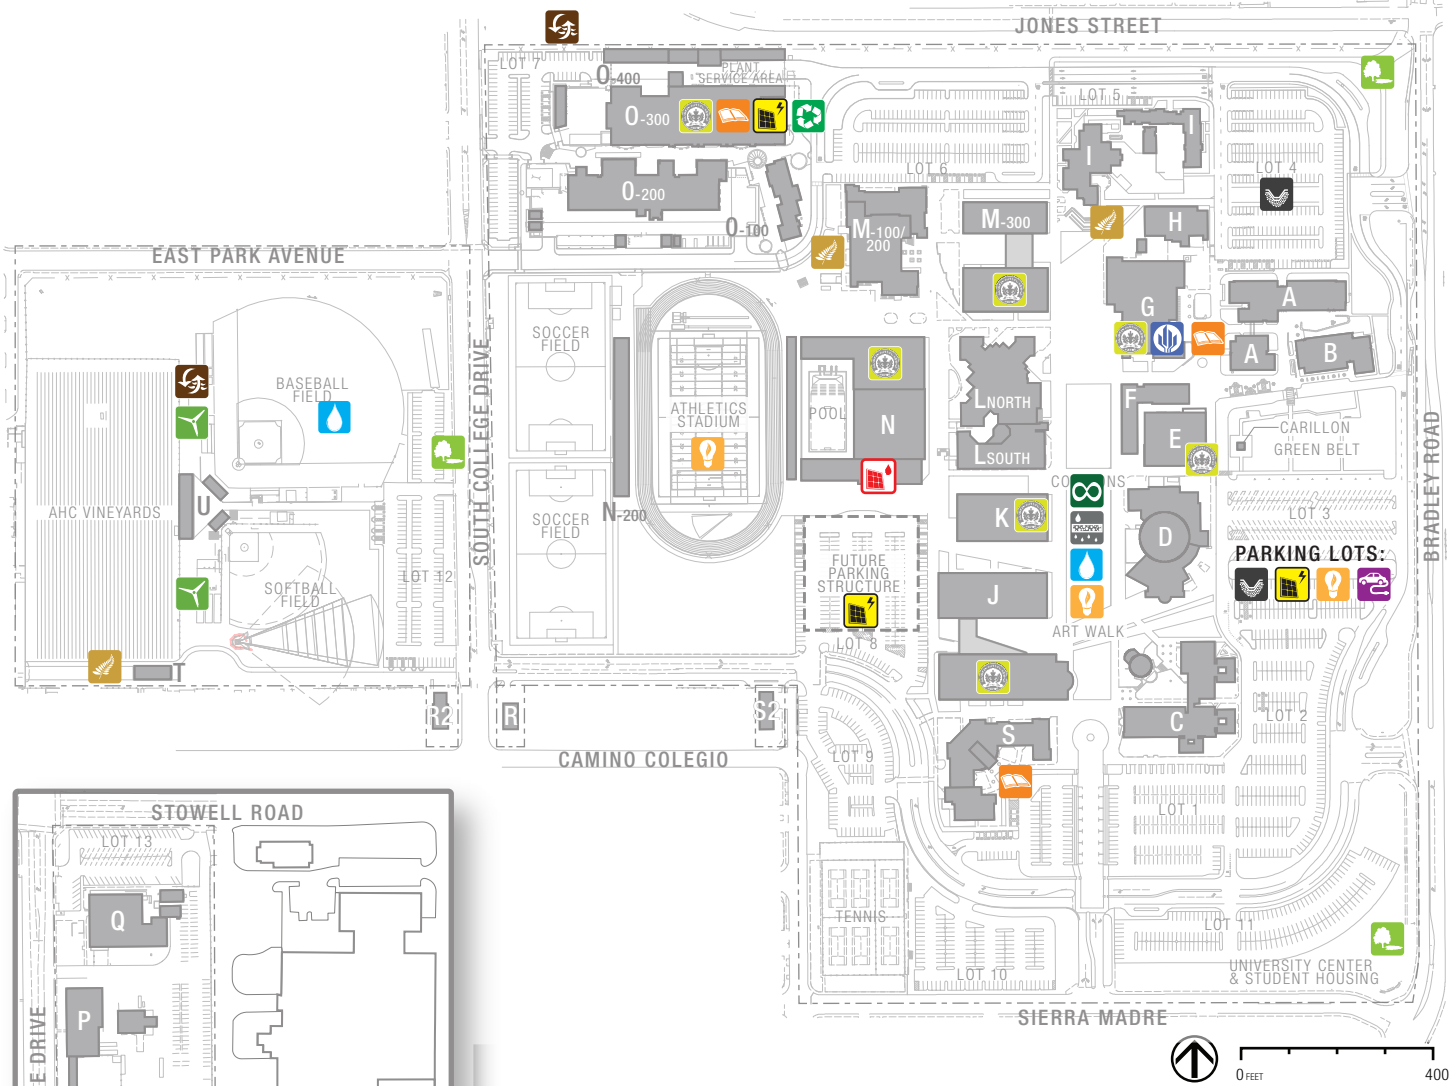 JONES STREET
LOT 7
O-400
PLANT
SERVICE AREA
O-300
LOT 5
I
I
LOT 6
LOT 4
O-200
O-100
M-100/
200
M-300
H
EAST PARK AVENUE
A
G
SOCCER
FIELD
BASEBALL
FIELD
A
B
SOUTH COLLEGE DRIVE
ATHLETICS
STADIUM
POOL
N
LNORTH
F
CARILLON
E
GREEN BELT
LSOUTH
BRADLEY ROAD
COMMONS
U
AHC VINEYARDS
N-200
SOCCER
FIELD
K
LOT 3
D
PARKING LOTS:
FUTURE
PARKING
STRUCTURE
LOT 12
SOFTBALL
FIELD
J
ART WALK
LOT 8
T
R2
R
S2
S
C
LOT 2
CAMINO COLEGIO
LOT 9
LOT 1
STOWELL ROAD
LOT 13
Q
TENNIS
LOT 11
LOT 10
UNIVERSITY CENTER
& STUDENT HOUSING
P
E DRIVE
SIERRA MADRE
0 FEET
400